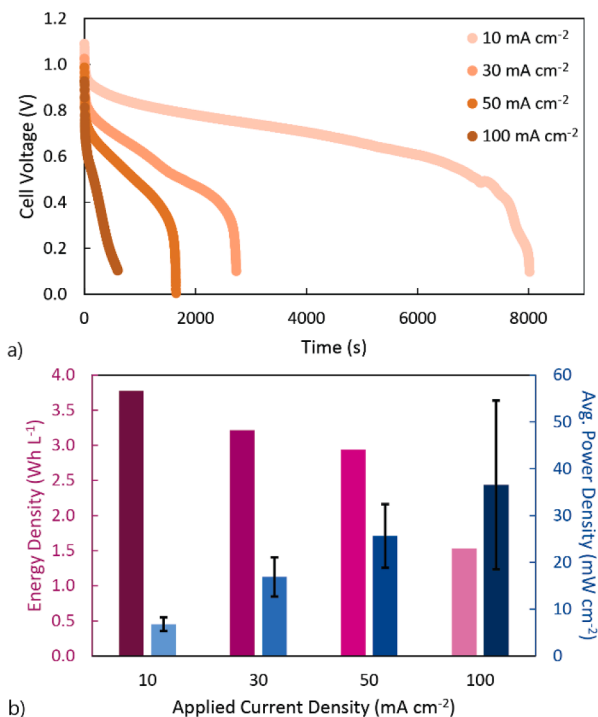 1.2
1.0
0.8
0.6
0.4
0.2
0.0
Cell Voltage (V)
10 mA cm-2
30 mA cm-2
50 mA cm-2
100 mA cm-2
0 2000 4000 6000 8000
Time (s)
a)
4.0
3.5
3.0
2.5
2.0
1.5
1.0
0.5
0.0
Energy Density (Wh L-1)
60
50
40
30
20
10
0
Avg. Power Density (mW cm-2)
10 30 50 100
Applied Current Density (mA cm-2)
b)